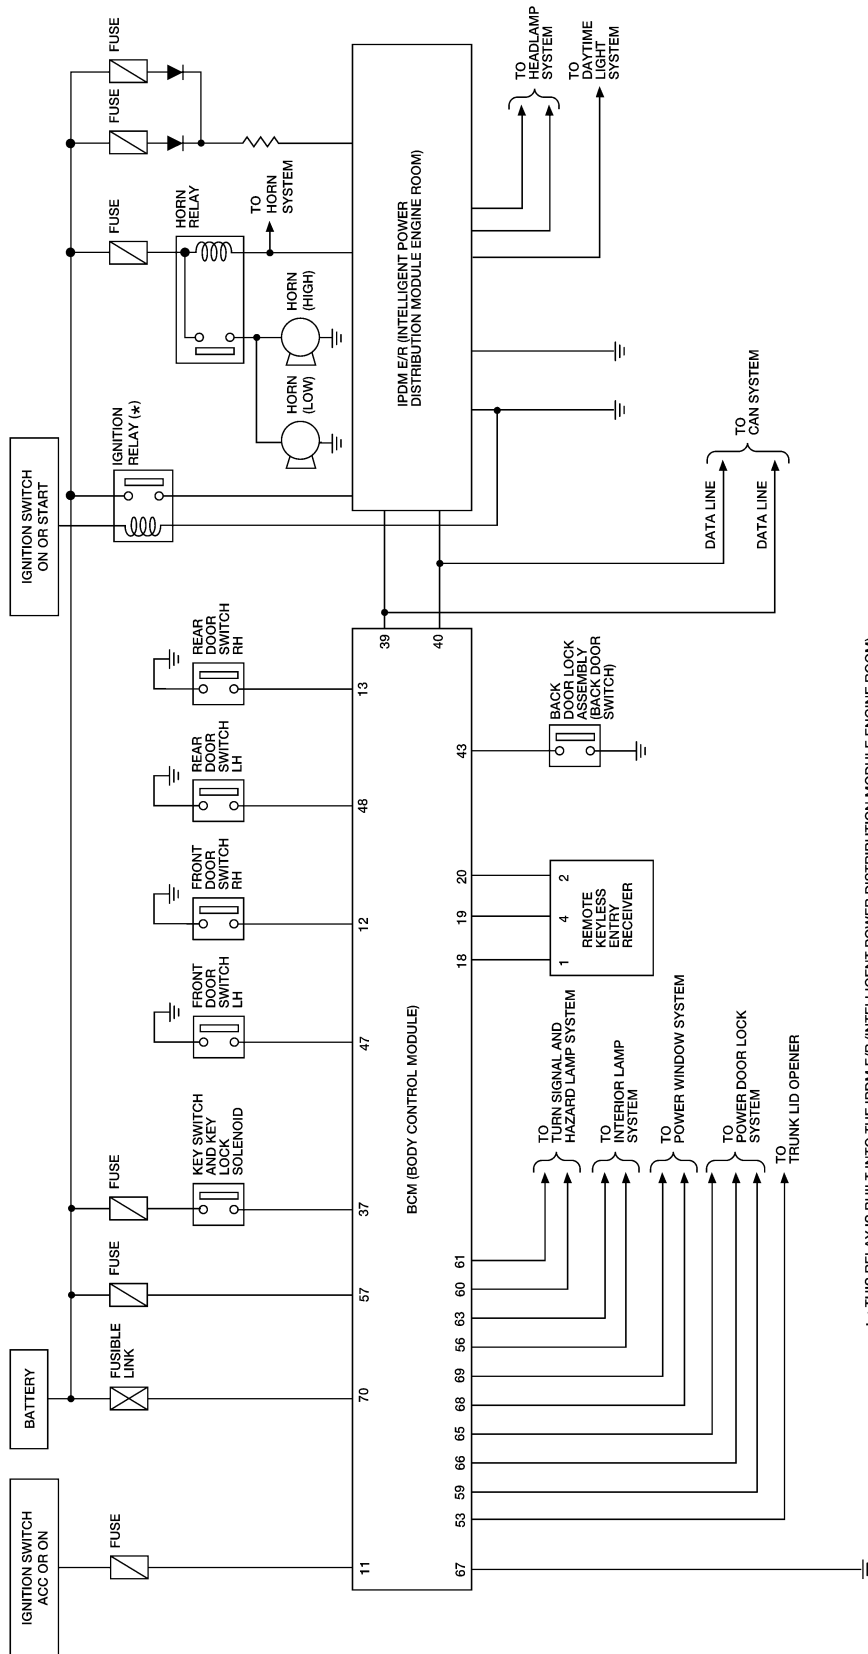 IGNITION SWITCH
ACC OR ON
BATTERY
IGNITION SWITCH
ON OR START
FUSE
FUSIBLE
LINK
FUSE
FUSE
IGNITION
RELAY (*)
FUSE
FUSE
FUSE
KEY SWITCH
AND KEY
LOCK
SOLENOID
FRONT
DOOR
SWITCH
LH
FRONT
DOOR
SWITCH
RH
REAR
DOOR
SWITCH
LH
REAR
DOOR
SWITCH
RH
HORN
RELAY
TO
HORN
SYSTEM
HORN
(LOW)
HORN
(HIGH)
11
70
57
37
47
12
48
13
39
40
BCM (BODY CONTROL MODULE)
IPDM E/R (INTELLIGENT POWER
DISTRIBUTION MODULE ENGINE ROOM)
67
53
59
66
65
68
69
56
63
60
61
18
19
20
43
1
4
2
REMOTE
KEYLESS
ENTRY
RECEIVER
BACK
DOOR LOCK
ASSEMBLY
(BACK DOOR
SWITCH)
TO
TURN SIGNAL AND
HAZARD LAMP SYSTEM
TO
INTERIOR LAMP
SYSTEM
TO
POWER WINDOW SYSTEM
TO
POWER DOOR LOCK
SYSTEM
TO
TRUNK LID OPENER
DATA LINE
DATA LINE
TO
CAN SYSTEM
TO
HEADLAMP
SYSTEM
TO
DAYTIME
LIGHT
SYSTEM
: THIS RELAY IS BUILT INTO THE IPDM E/R (INTELLIGENT POWER DISTRIBUTION MODULE ENGINE ROOM)